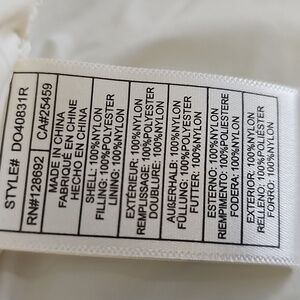 STYLE# DO40831R
RN#128692 CA#25459
MADE IN CHINA
FABRIQUÉ EN CHINE
HECHO EN CHINA
SHELL: 100%NYLON
FILLING: 100%POLYESTER
LINING: 100%NYLON
EXTÉRIEUR: 100%NYLON
REMPLISSAGE: 100%POLYESTER
DOUBLURE: 100%NYLON
AUßERHALB: 100%NYLON
FÜLLUNG: 100%POLYESTER
FUTTER: 100%NYLON
ESTERNO: 100%NYLON
RIEMPIMENTO: 100%POLIESTERE
FODERA: 100%NYLON
EXTERIOR: 100%NYLON
RELLENO: 100%POLIÉSTER
FORRO: 100%NYLON